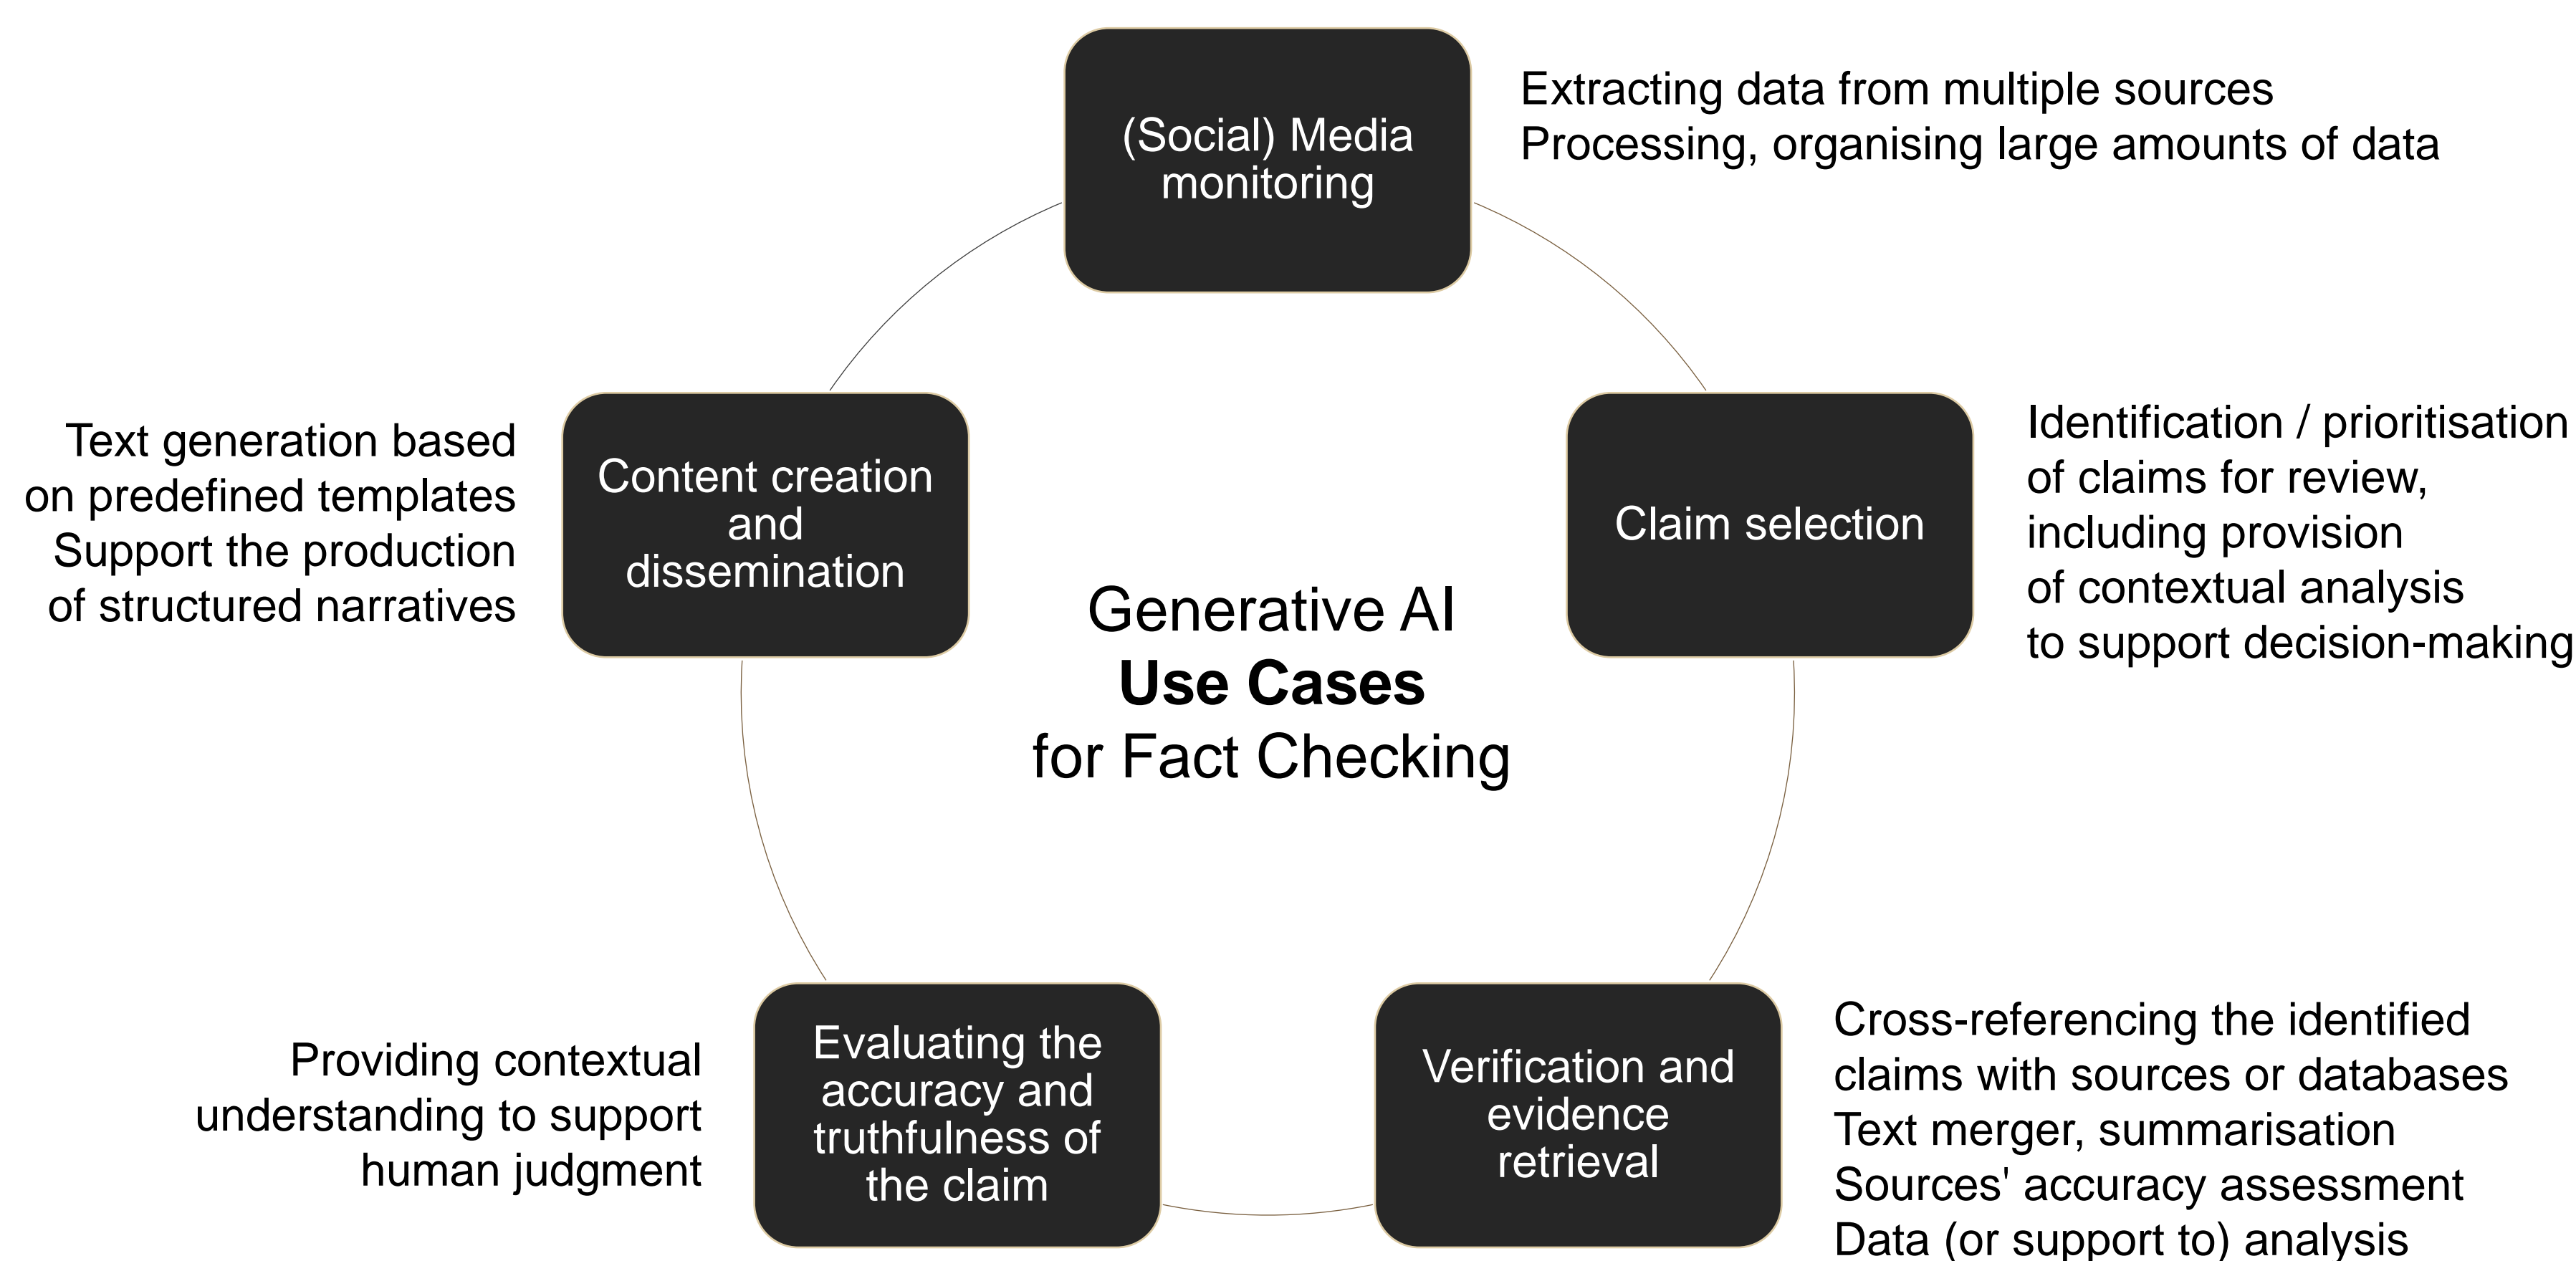 (Social) Media
monitoring
Extracting data from multiple sources
Processing, organising large amounts of data
Claim selection
Identification / prioritisation
of claims for review,
including provision
of contextual analysis
to support decision-making
Verification and
evidence
retrieval
Cross-referencing the identified
claims with sources or databases
Text merger, summarisation
Sources' accuracy assessment
Data (or support to) analysis
Evaluating the
accuracy and
truthfulness of
the claim
Providing contextual
understanding to support
human judgment
Content creation
and
dissemination
Text generation based
on predefined templates
Support the production
of structured narratives
Generative AI
Use Cases
for Fact Checking